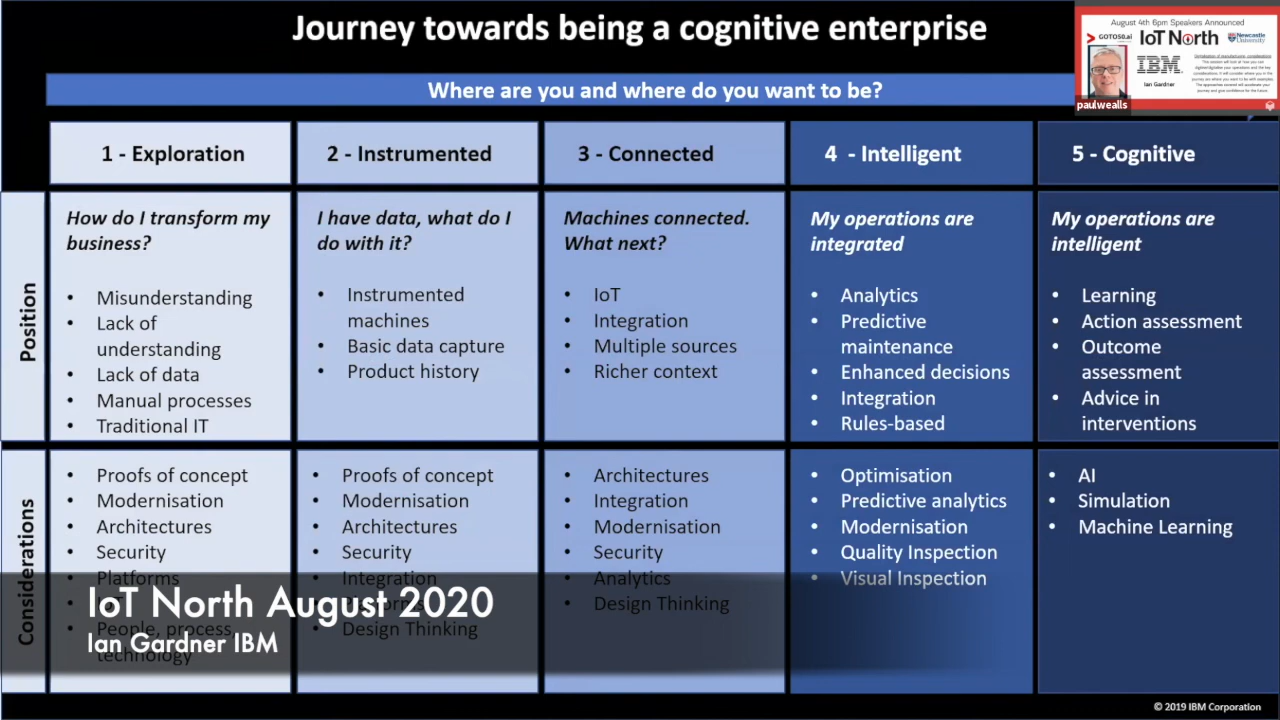 Journey towards being a cognitive enterprise
Where are you and where do you want to be?
August 4th 6pm Speakers Announced
GOTO50.ai
IoT North
Newcastle University
IBM
Ian Gardner
paulwealls
1 - Exploration
2 - Instrumented
3 - Connected
4 - Intelligent
5 - Cognitive
Position
How do I transform my
business?
• Misunderstanding
• Lack of
understanding
• Lack of data
• Manual processes
• Traditional IT
I have data, what do I
do with it?
• Instrumented
machines
• Basic data capture
• Product history
Machines connected.
What next?
• IoT
• Integration
• Multiple sources
• Richer context
My operations are
integrated
• Analytics
• Predictive
maintenance
• Enhanced decisions
• Integration
• Rules-based
My operations are
intelligent
• Learning
• Action assessment
• Outcome
assessment
• Advice in
interventions
Considerations
• Proofs of concept
• Modernisation
• Architectures
• Security
• Platforms
• People, process,
technology
• Proofs of concept
• Modernisation
• Architectures
• Security
• Integration
• Design Thinking
• Architectures
• Integration
• Modernisation
• Security
• Analytics
• Design Thinking
• Optimisation
• Predictive analytics
• Modernisation
• Quality Inspection
• Visual Inspection
• AI
• Simulation
• Machine Learning
IoT North August 2020
Ian Gardner IBM
© 2019 IBM Corporation